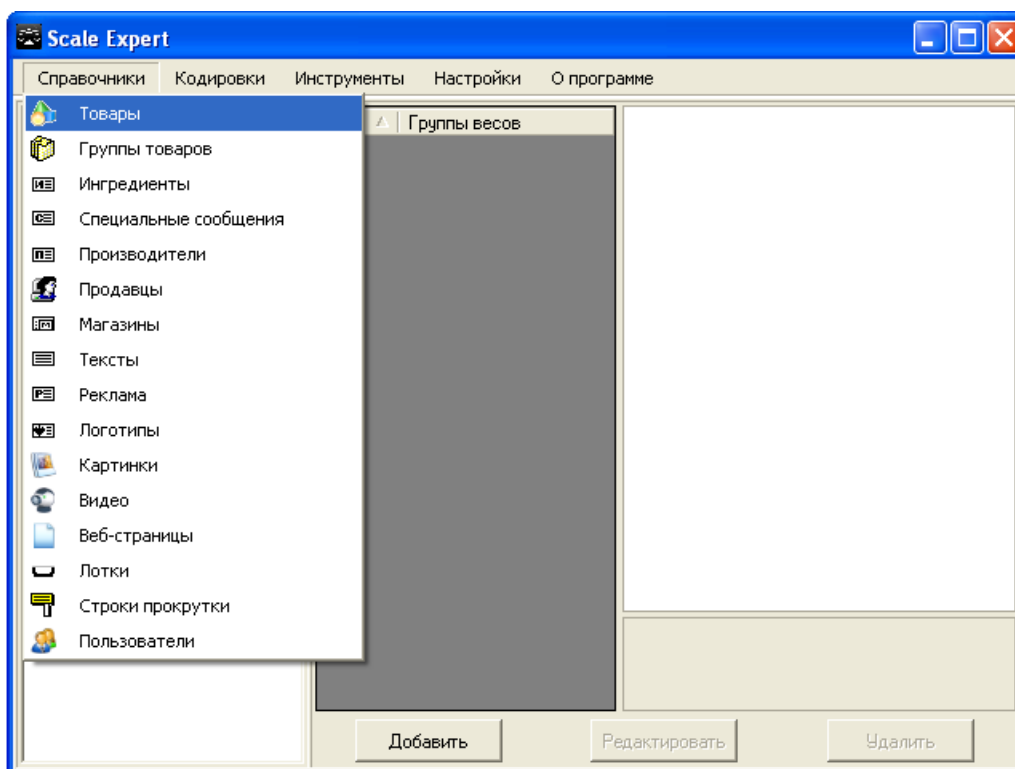 Scale Expert
Справочники Кодировки Инструменты Настройки О программе
Товары
Группы весов
Группы товаров
Ингредиенты
Специальные сообщения
Производители
Продавцы
Магазины
Тексты
Реклама
Логотипы
Картинки
Видео
Веб-страницы
Лотки
Строки прокрутки
Пользователи
Добавить Редактировать Удалить